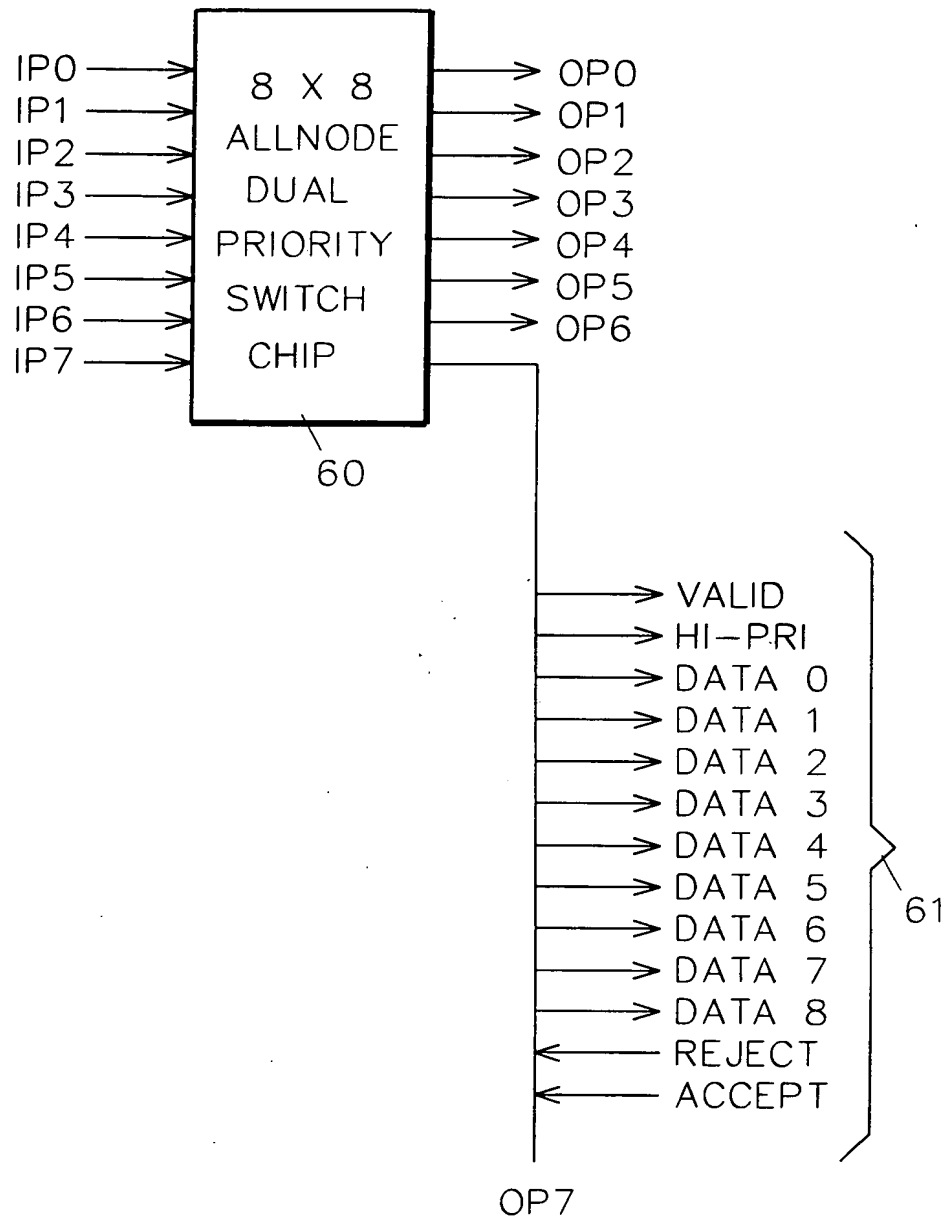 IP0
IP1
IP2
IP3
IP4
IP5
IP6
IP7
8 X 8
ALLNODE
DUAL
PRIORITY
SWITCH
CHIP
OP0
OP1
OP2
OP3
OP4
OP5
OP6
60
VALID
HI-PRI
DATA 0
DATA 1
DATA 2
DATA 3
DATA 4
DATA 5
DATA 6
DATA 7
DATA 8
REJECT
ACCEPT
61
OP7